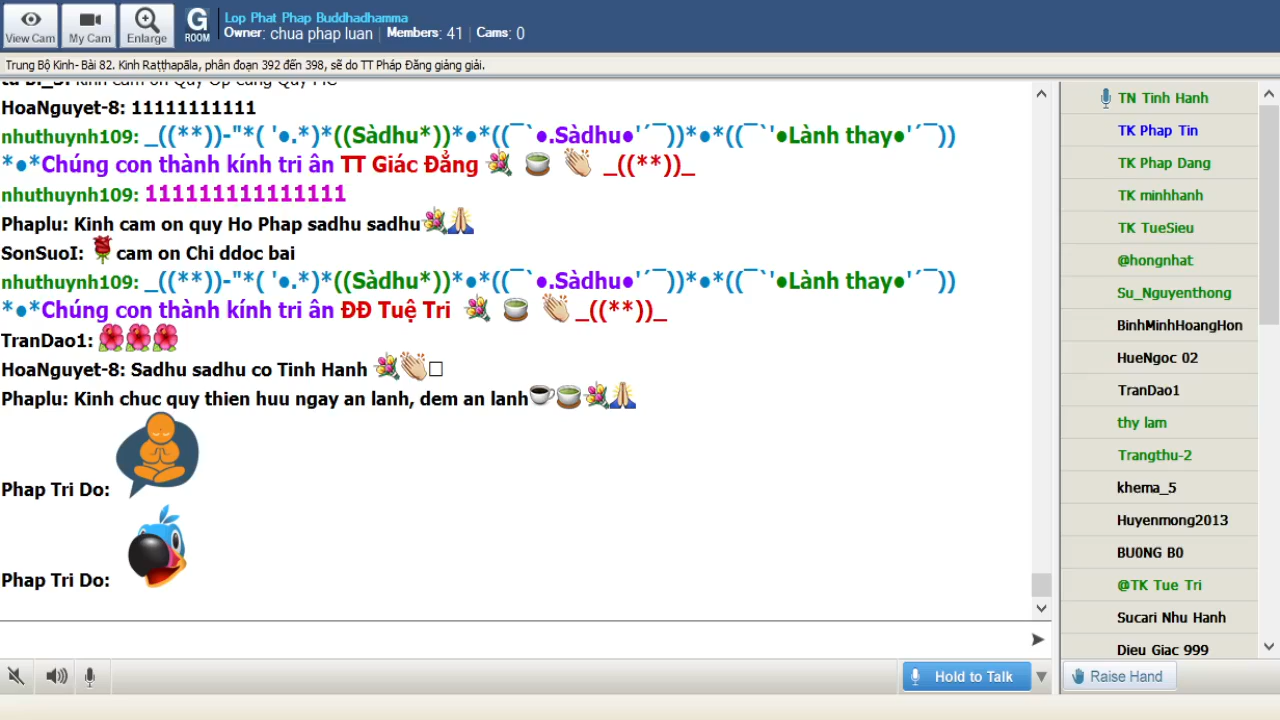 View Cam
My Cam
Enlarge
G
ROOM
Lop Phat Phap Buddhadhamma
Owner: chua phap luan | Members: 41 | Cams: 0
Trung Bộ Kinh- Bài 82. Kinh Raṭṭhapāla, phân đoạn 392 đến 398, sẽ do TT Pháp Đăng giảng giải.
HoaNguyet-8: 11111111111
nhuthuynh109: _((**))-"*( '●.*)*((Sàdhu*))*●*((¯`●.Sàdhu●'´¯))*●*((¯`'●Lành thay●'´¯))
*●*Chúng con thành kính tri ân TT Giác Đẳng 💐 🍵 👏 _((**))_
nhuthuynh109: 111111111111111
Phaplu: Kinh cam on quy Ho Phap sadhu sadhu💐🙏
SonSuoI: 🌹cam on Chi ddoc bai
nhuthuynh109: _((**))-"*( '●.*)*((Sàdhu*))*●*((¯`●.Sàdhu●'´¯))*●*((¯`'●Lành thay●'´¯))
*●*Chúng con thành kính tri ân ĐĐ Tuệ Tri 💐 🍵 👏_((**))_
TranDao1: 🌺🌺🌺
HoaNguyet-8: Sadhu sadhu co Tinh Hanh 💐👏□
Phaplu: Kinh chuc quy thien huu ngay an lanh, dem an lanh☕🍵💐🙏
Phap Tri Do:
Phap Tri Do:
Hold to Talk
TN Tinh Hanh
TK Phap Tin
TK Phap Dang
TK minhhanh
TK TueSieu
@hongnhat
Su_Nguyenthong
BinhMinhHoangHon
HueNgoc 02
TranDao1
thy lam
Trangthu-2
khema_5
Huyenmong2013
BU0NG B0
@TK Tue Tri
Sucari Nhu Hanh
Dieu Giac 999
Raise Hand